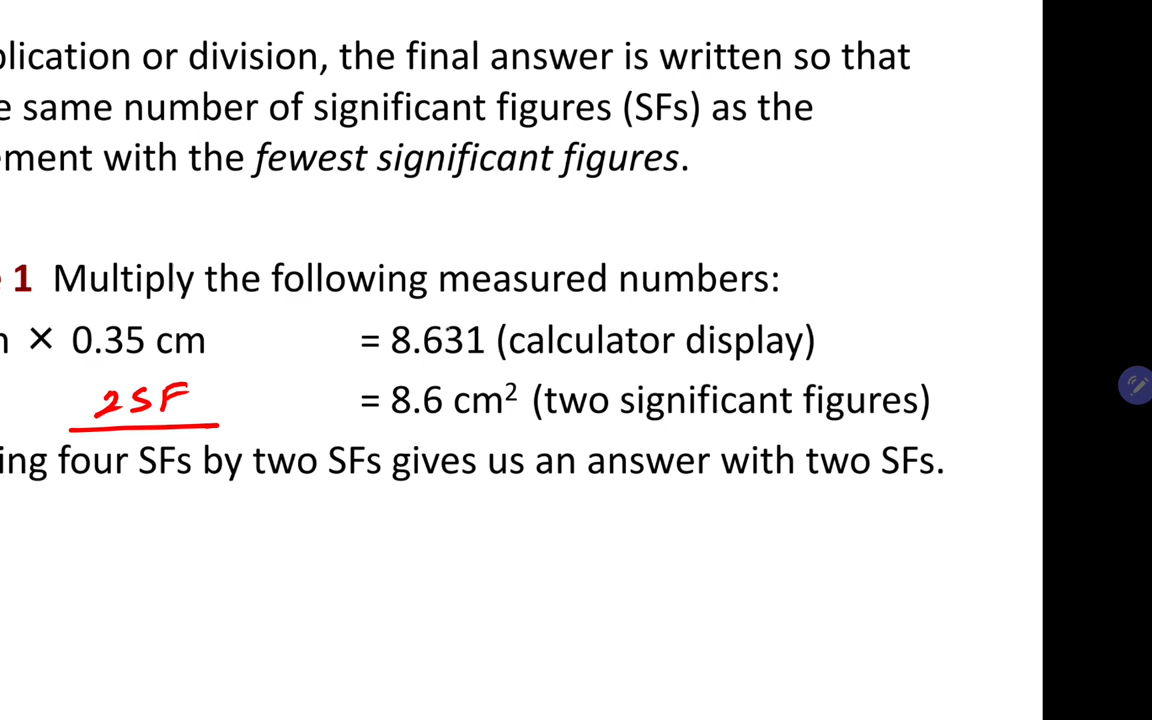 plication or division, the final answer is written so that
e same number of significant figures (SFs) as the
ement with the fewest significant figures.
1 Multiply the following measured numbers:
× 0.35 cm = 8.631 (calculator display)
2SF = 8.6 cm² (two significant figures)
ing four SFs by two SFs gives us an answer with two SFs.